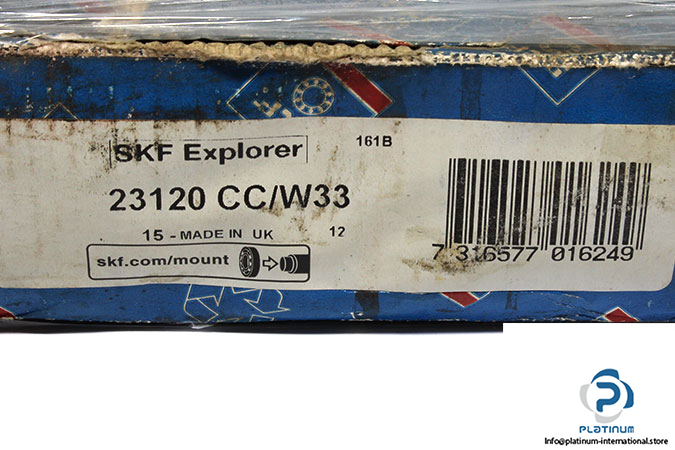 161B
SKF Explorer
23120 CC/W33
15 - MADE IN UK 12
skf.com/mount
7 316577 016249
PLATINUM
Info@platinum-international.store